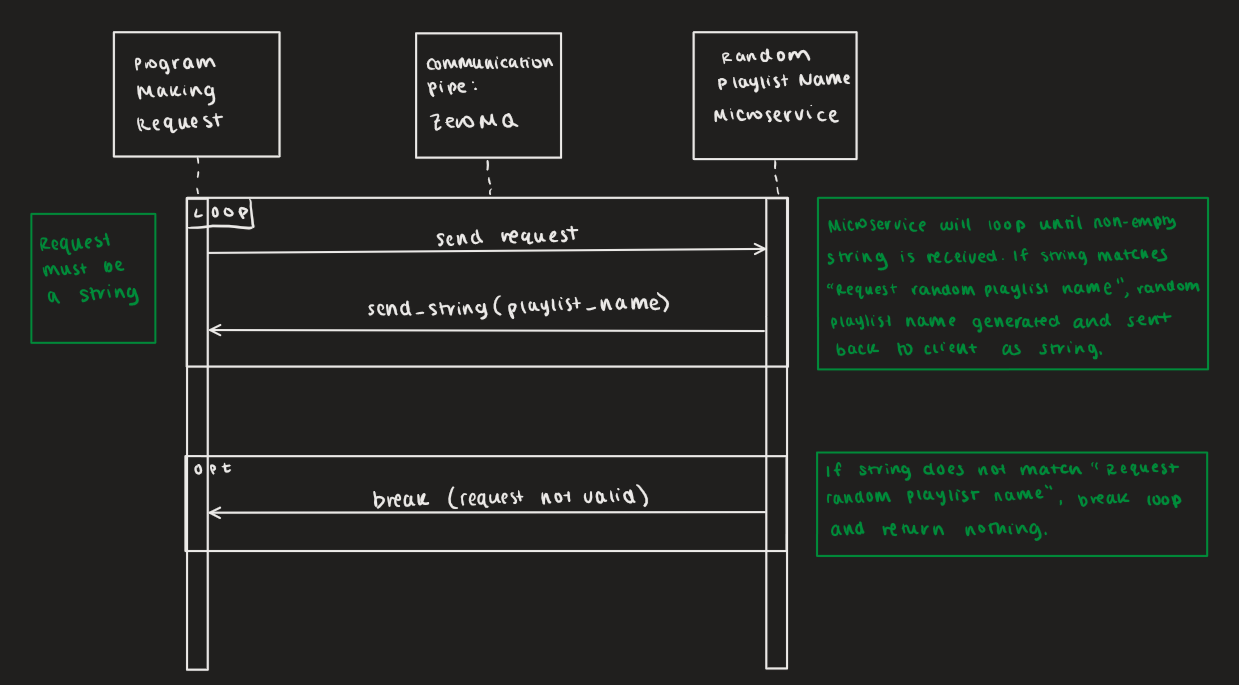 Program
Making
Request
Communication
pipe:
ZeroMQ
Random
Playlist Name
Microservice
Loop
send request
send_string(playlist_name)
Request
must be
a string
Microservice will loop until non-empty
string is received. If string matches
"Request random playlist name", random
playlist name generated and sent
back to client as string.
opt
break (request not valid)
If string does not match "Request
random playlist name", break loop
and return nothing.